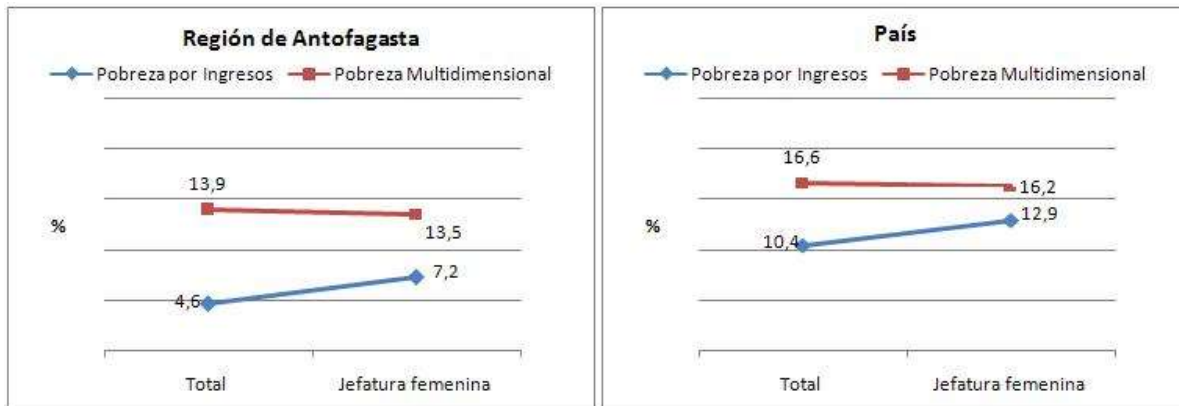 Región de Antofagasta
Pobreza por Ingresos Pobreza Multidimensional
13,9
%
13,5
7,2
4,6
Total Jefatura femenina
País
Pobreza por Ingresos Pobreza Multidimensional
16,6
16,2
%
12,9
10,4
Total Jefatura femenina